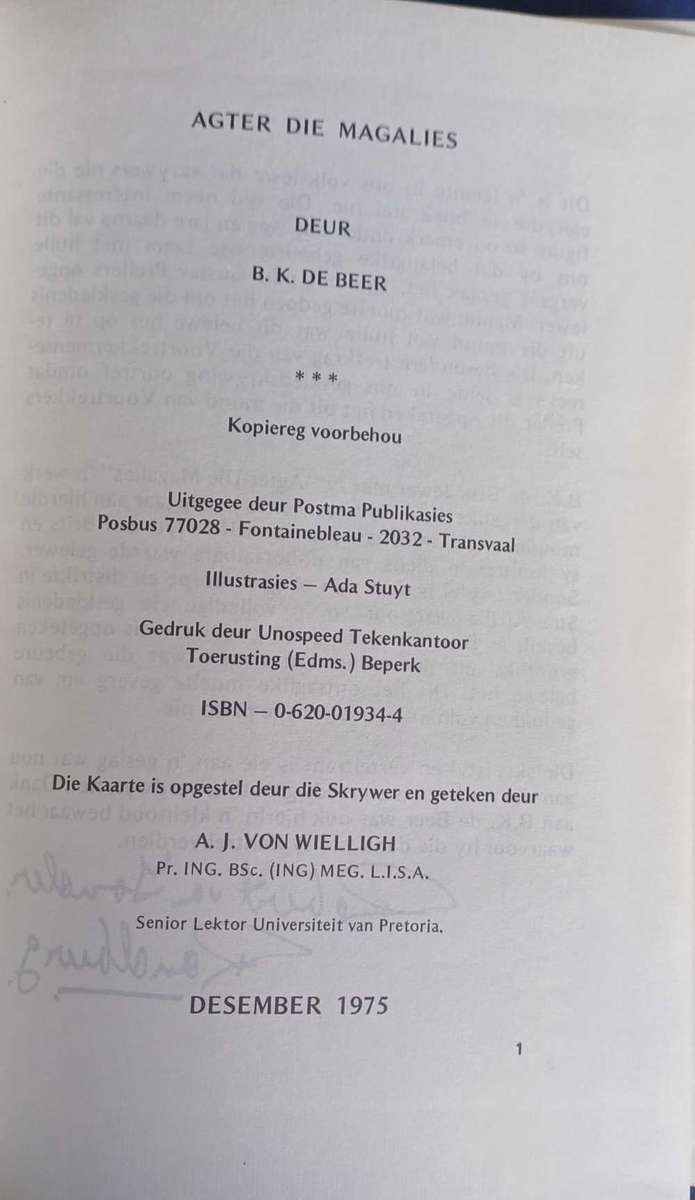 AGTER DIE MAGALIES
DEUR
B. K. DE BEER
* * *
Kopiereg voorbehou
Uitgegee deur Postma Publikasies
Posbus 77028 - Fontainebleau - 2032 - Transvaal
Illustrasies – Ada Stuyt
Gedruk deur Unospeed Tekenkantoor
Toerusting (Edms.) Beperk
ISBN – 0-620-01934-4
Die Kaarte is opgestel deur die Skrywer en geteken deur
A. J. VON WIELLIGH
Pr. ING. BSc. (ING) MEG. L.I.S.A.
Senior Lektor Universiteit van Pretoria.
DESEMBER 1975
1